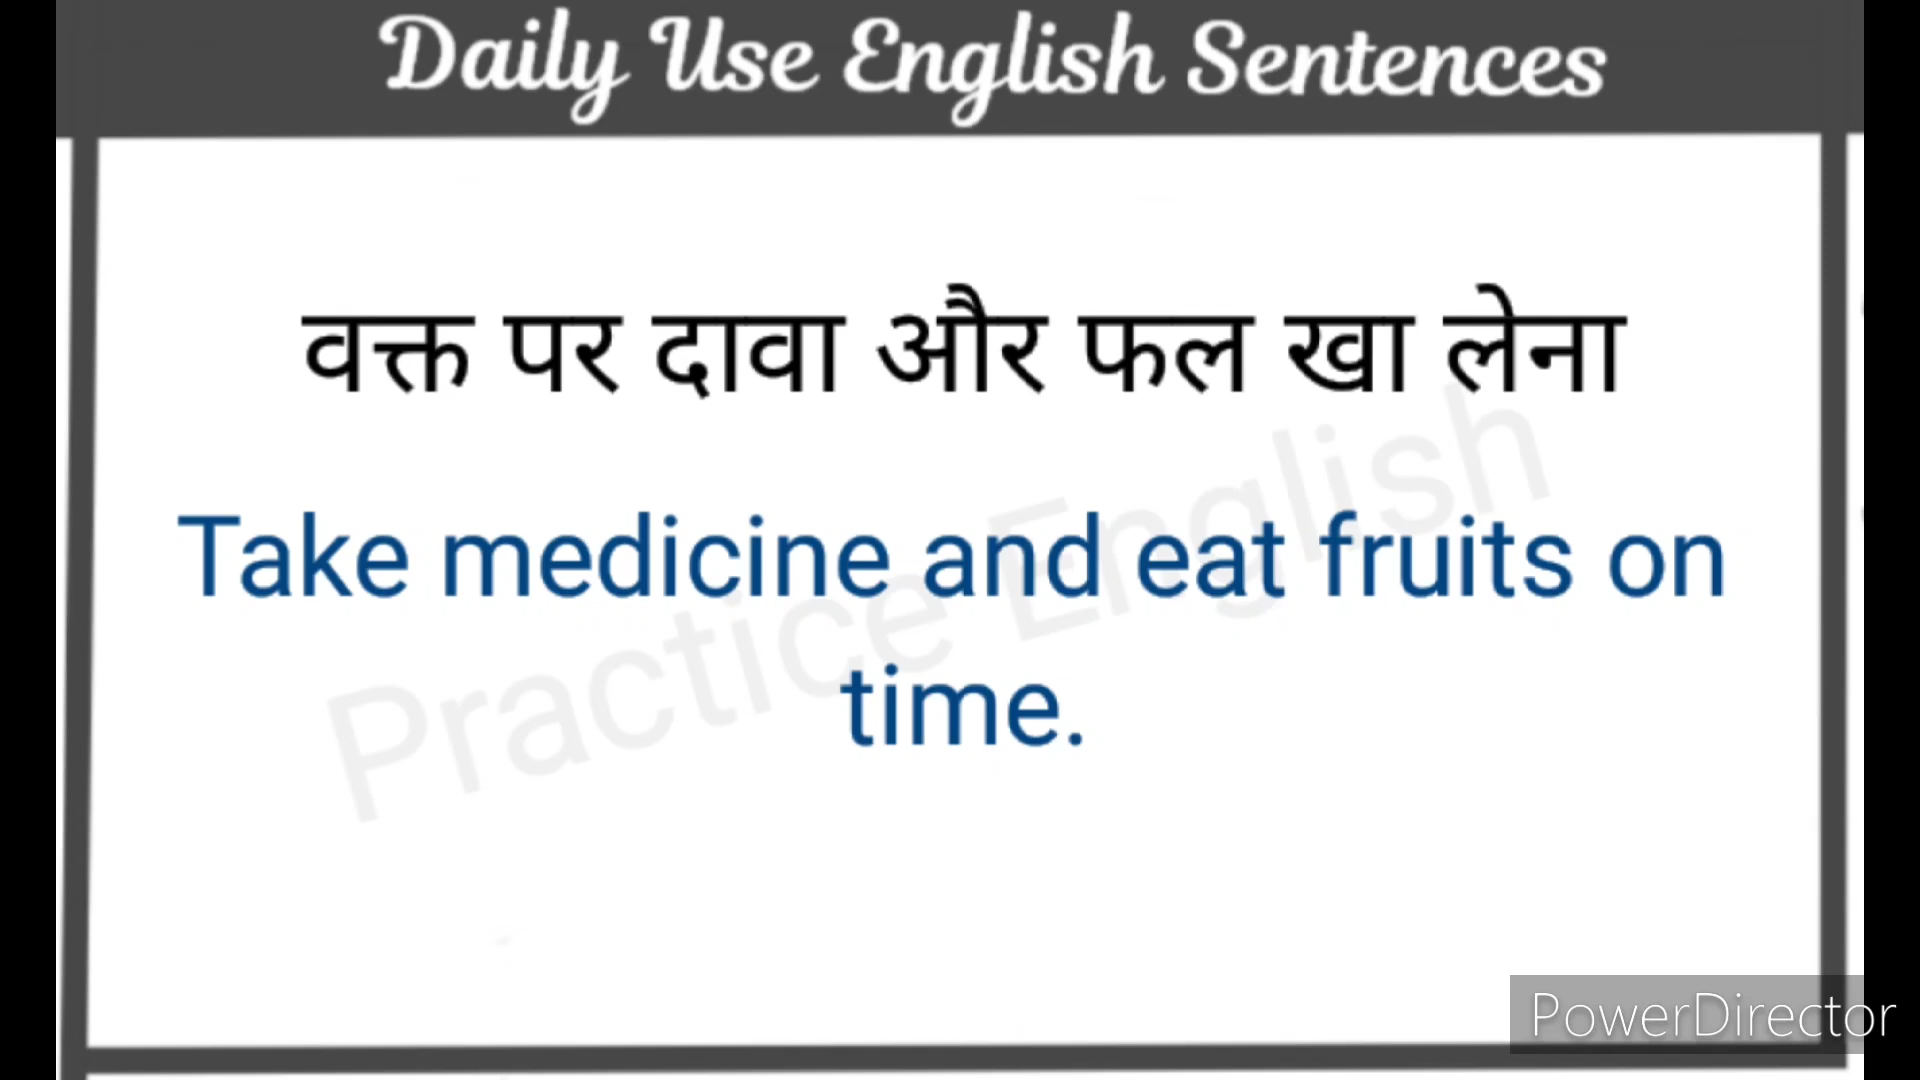 Daily Use English Sentences
वक्त पर दावा और फल खा लेना
Take medicine and eat fruits on
time.
Practice English
PowerDirector